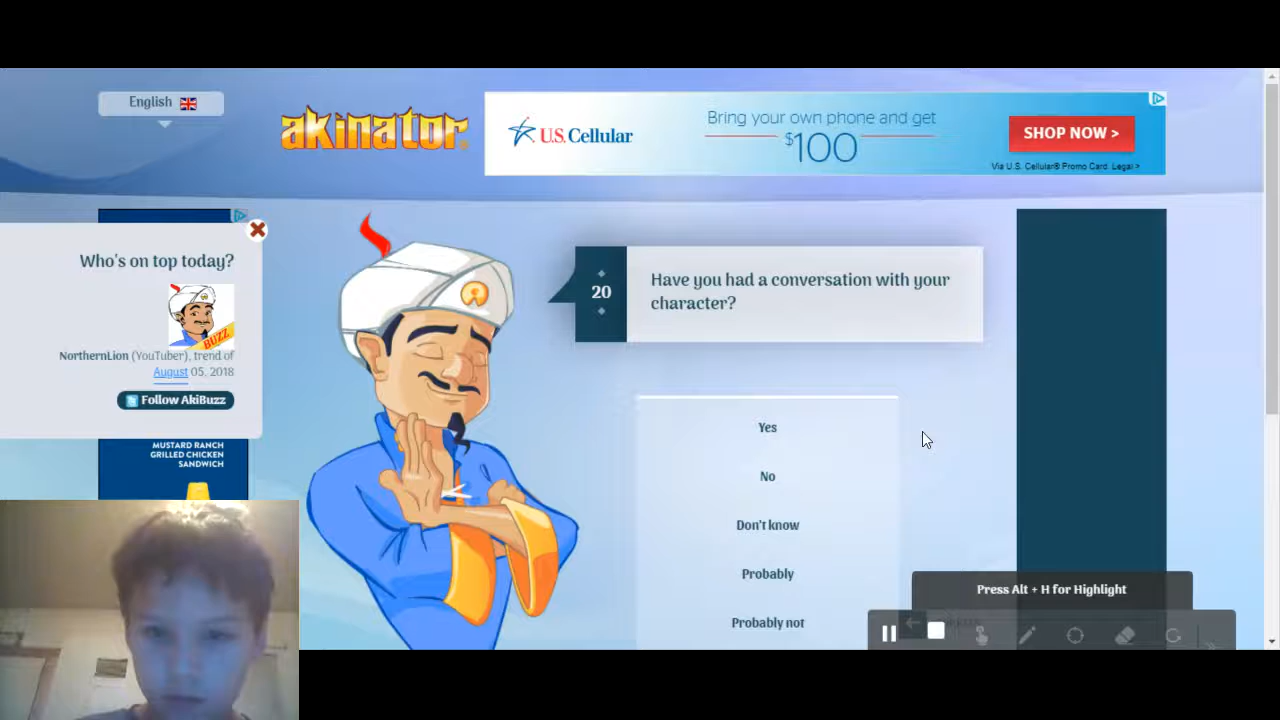 English
akinator
U.S. Cellular
Bring your own phone and get
$100
SHOP NOW >
Via U.S. Cellular® Promo Card. Legal >
Who's on top today?
BUZZ
NorthernLion (YouTuber), trend of
August 05, 2018
Follow AkiBuzz
MUSTARD RANCH
GRILLED CHICKEN
SANDWICH
20
Have you had a conversation with your
character?
Yes
No
Don't know
Probably
Probably not
Press Alt + H for Highlight